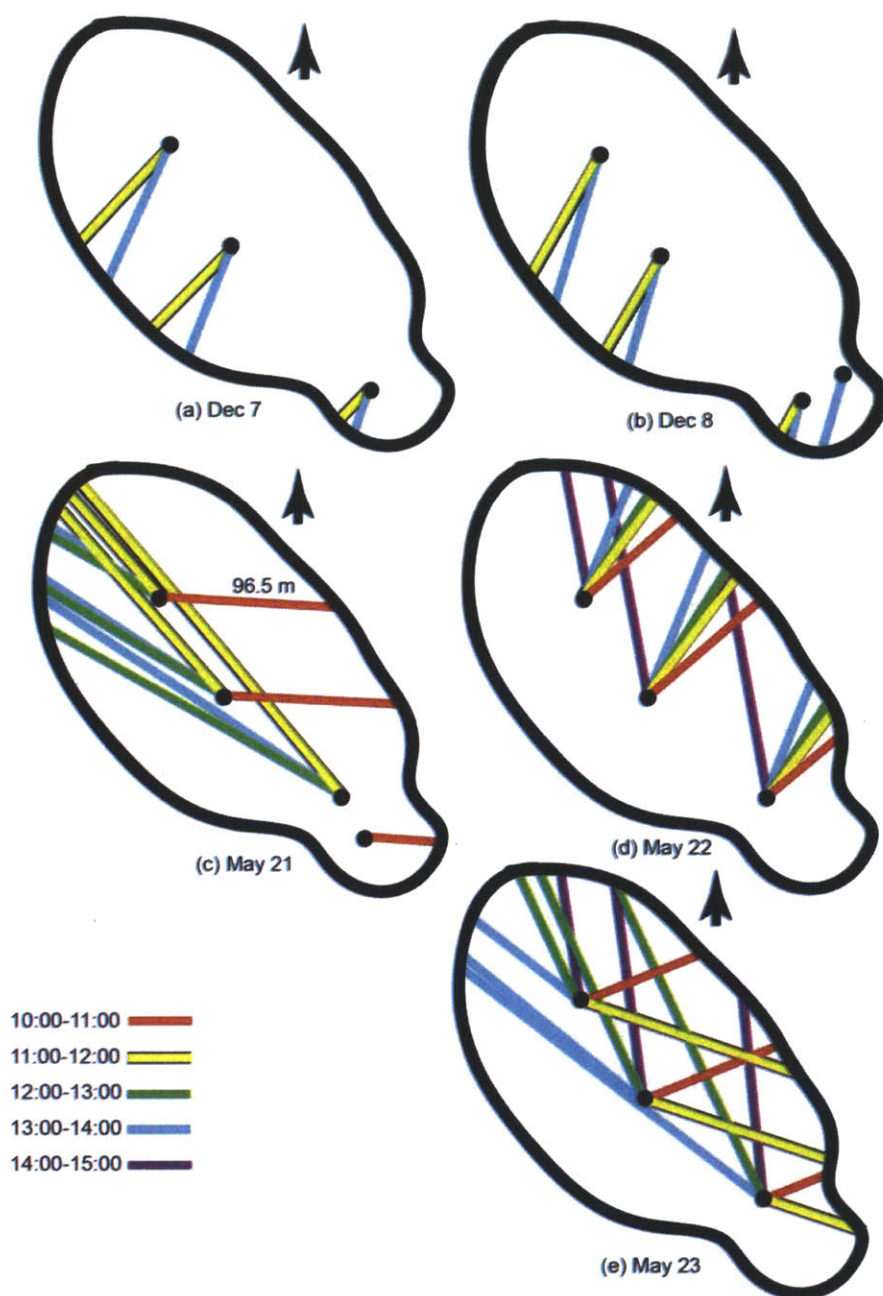 (a) Dec 7
(b) Dec 8
96.5 m
(c) May 21
(d) May 22
10:00-11:00
11:00-12:00
12:00-13:00
13:00-14:00
14:00-15:00
(e) May 23